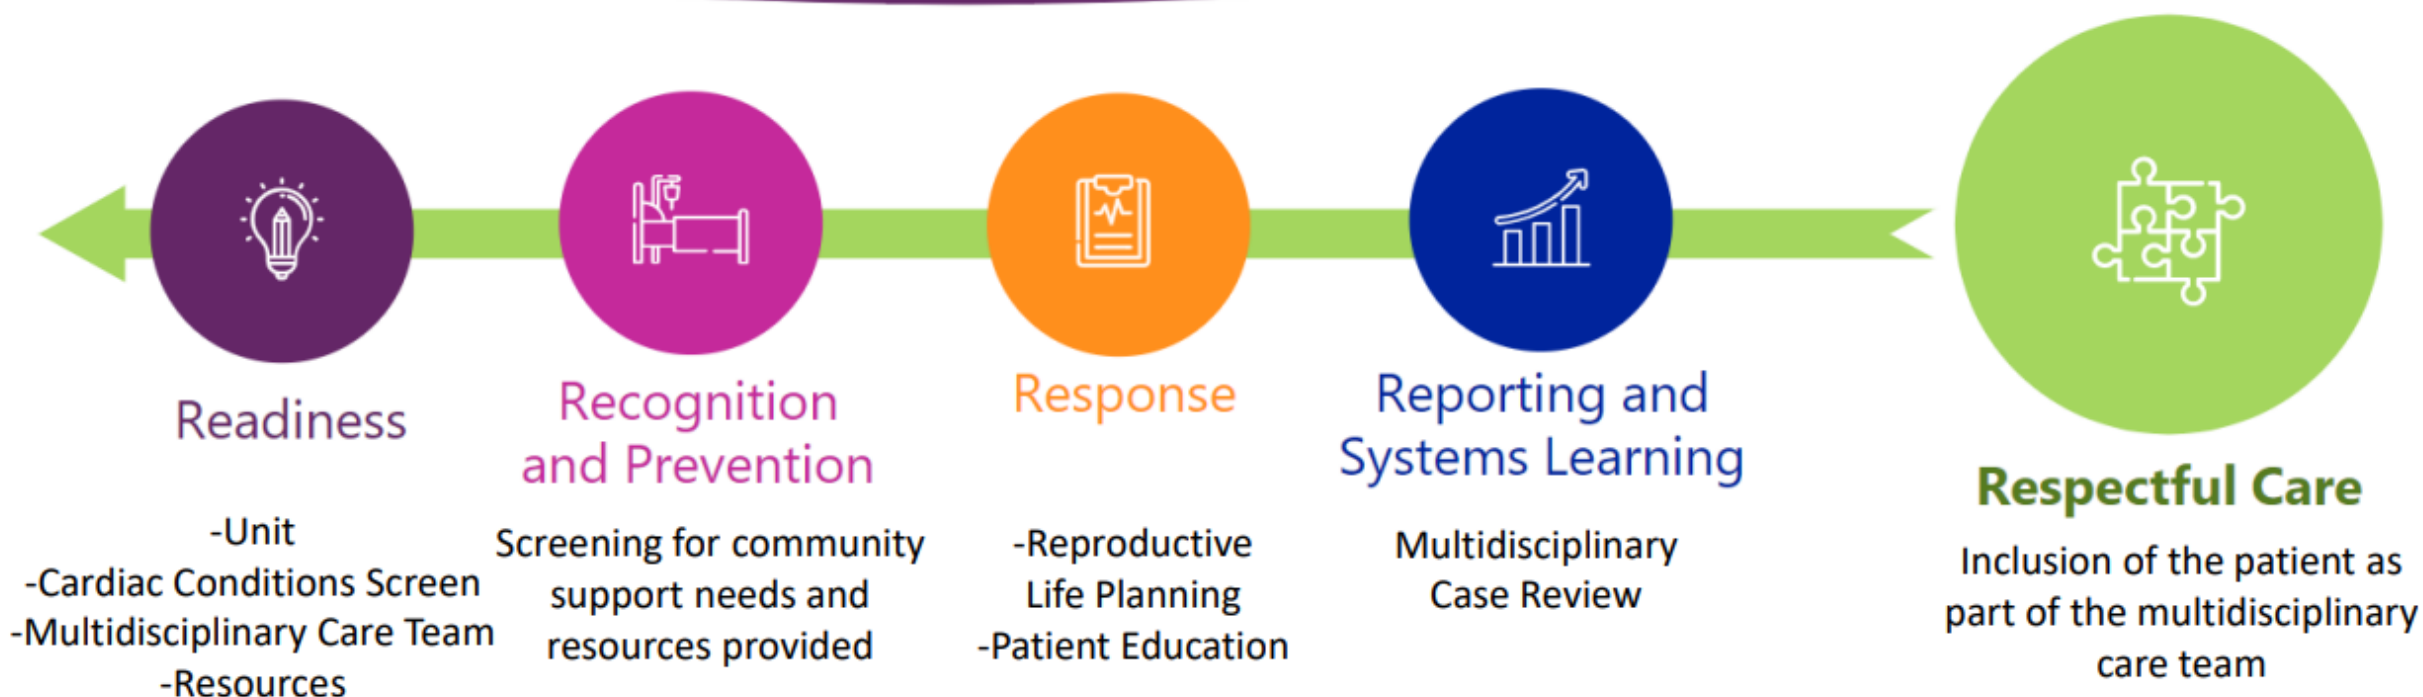 Readiness
-Unit
-Cardiac Conditions Screen
-Multidisciplinary Care Team
-Resources
Recognition
and Prevention
Screening for community
support needs and
resources provided
Response
-Reproductive
Life Planning
-Patient Education
Reporting and
Systems Learning
Multidisciplinary
Case Review
Respectful Care
Inclusion of the patient as
part of the multidisciplinary
care team